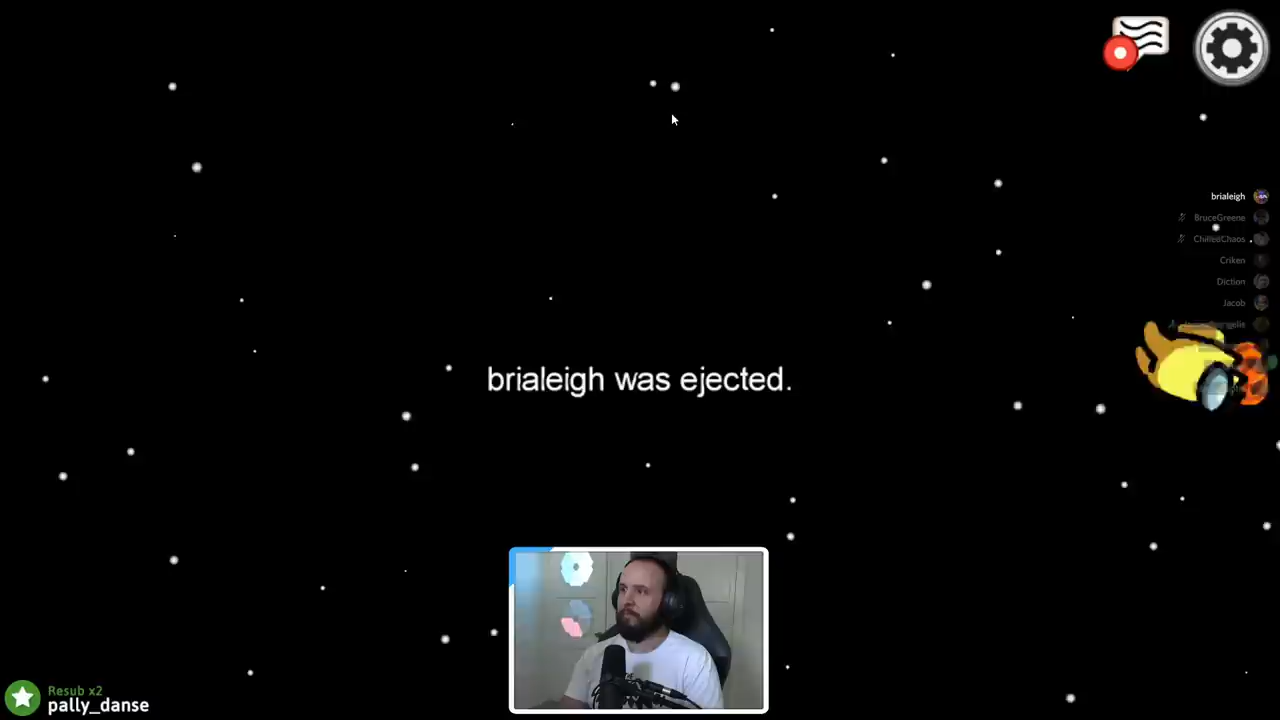 brialeigh
BruceGreene
ChilledChaos
Criken
Diction
Jacob
brialeigh was ejected.
Resub x2
pally_danse